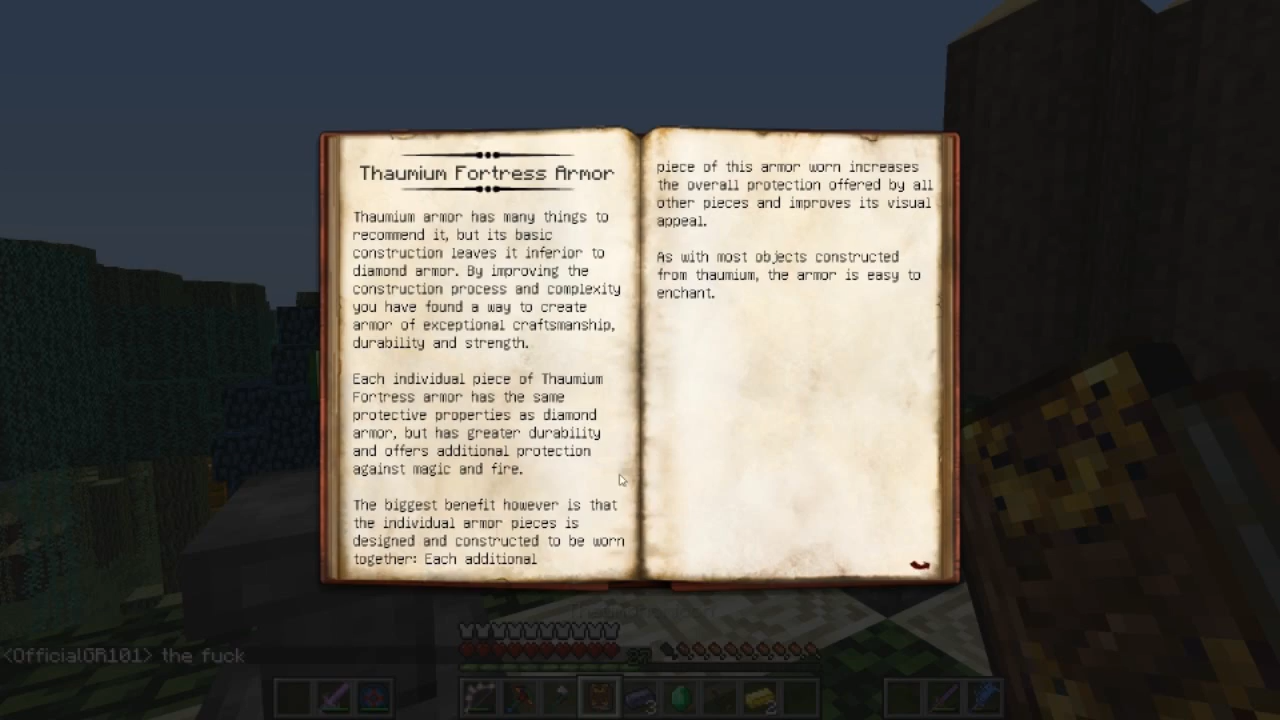 Thaumium Fortress Armor
Thaumium armor has many things to
recommend it, but its basic
construction leaves it inferior to
diamond armor. By improving the
construction process and complexity
you have found a way to create
armor of exceptional craftsmanship,
durability and strength.
Each individual piece of Thaumium
Fortress armor has the same
protective properties as diamond
armor, but has greater durability
and offers additional protection
against magic and fire.
The biggest benefit however is that
the individual armor pieces is
designed and constructed to be worn
together: Each additional
piece of this armor worn increases
the overall protection offered by all
other pieces and improves its visual
appeal.
As with most objects constructed
from thaumium, the armor is easy to
enchant.
<OfficialGR101> the fuck
27
3
2